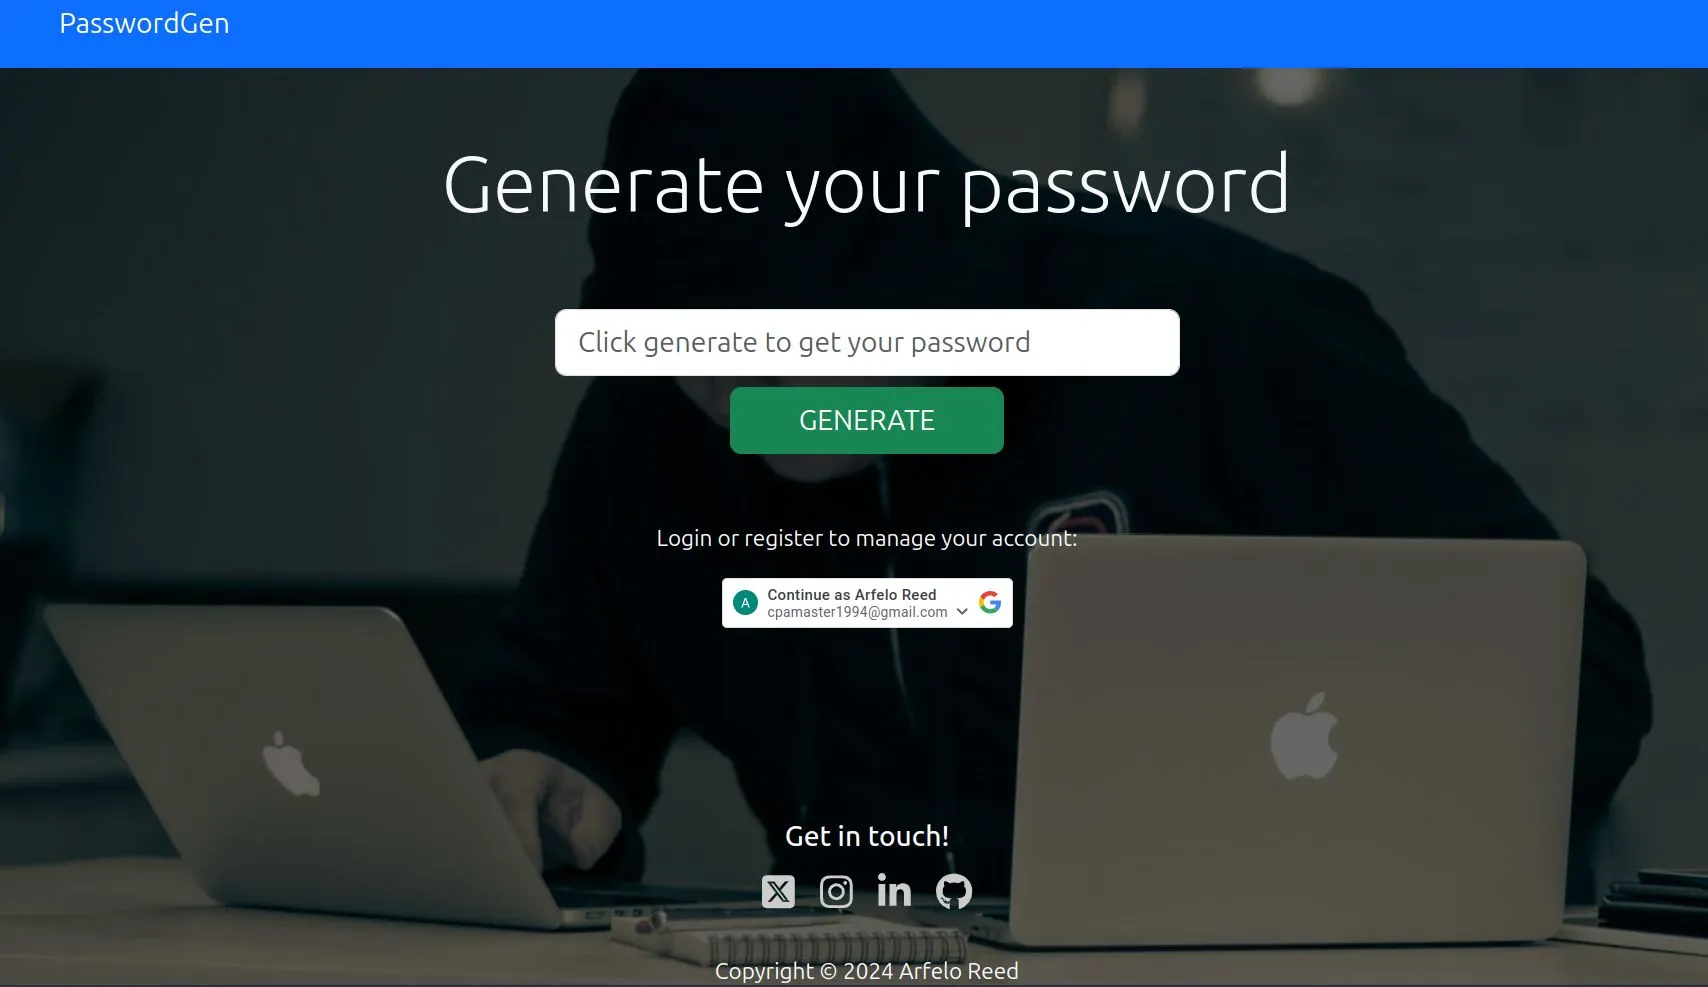 PasswordGen
Generate your password
Click generate to get your password
GENERATE
Login or register to manage your account:
A
Continue as Arfelo Reed
cpamaster1994@gmail.com
Get in touch!
Copyright © 2024 Arfelo Reed